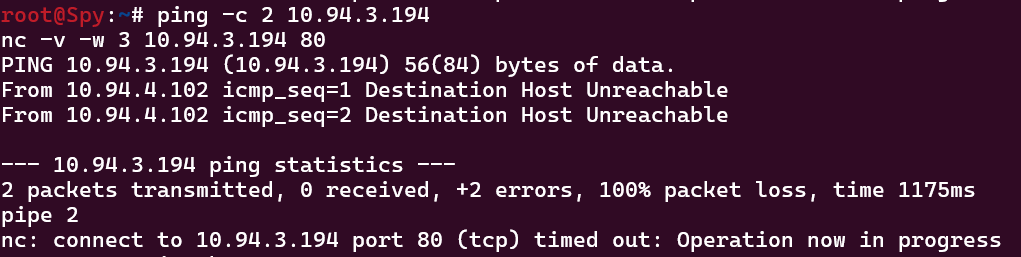 root@Spy:~# ping -c 2 10.94.3.194
nc -v -w 3 10.94.3.194 80
PING 10.94.3.194 (10.94.3.194) 56(84) bytes of data.
From 10.94.4.102 icmp_seq=1 Destination Host Unreachable
From 10.94.4.102 icmp_seq=2 Destination Host Unreachable
--- 10.94.3.194 ping statistics ---
2 packets transmitted, 0 received, +2 errors, 100% packet loss, time 1175ms
pipe 2
nc: connect to 10.94.3.194 port 80 (tcp) timed out: Operation now in progress